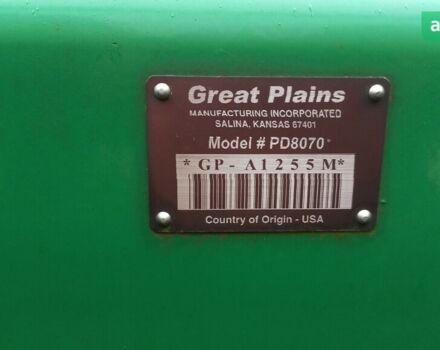 Great Plains
MANUFACTURING INCORPORATED
SALINA, KANSAS 67401
Model # PD8070
*GP-A1255M*
Country of Origin - USA